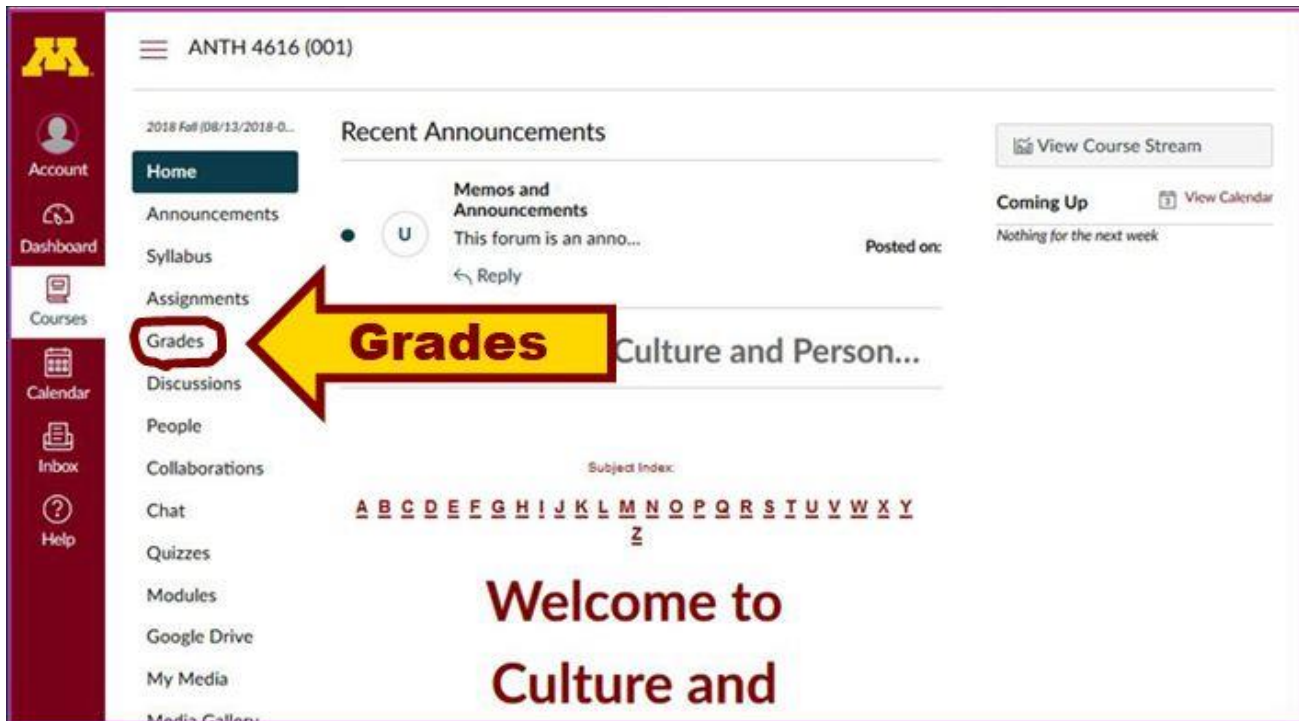 M
ANTH 4616 (001)
Account
Dashboard
Courses
Calendar
Inbox
Help
2018 Fall (08/13/2018-0...
Home
Announcements
Syllabus
Assignments
Grades
Discussions
People
Collaborations
Chat
Quizzes
Modules
Google Drive
My Media
Media Gallery
Grades
Recent Announcements
U
Memos and
Announcements
This forum is an anno...
Reply
Posted on:
Culture and Person...
Subject Index:
A B C D E F G H I J K L M N O P Q R S T U V W X Y
Z
Welcome to
Culture and
View Course Stream
Coming Up
View Calendar
Nothing for the next week